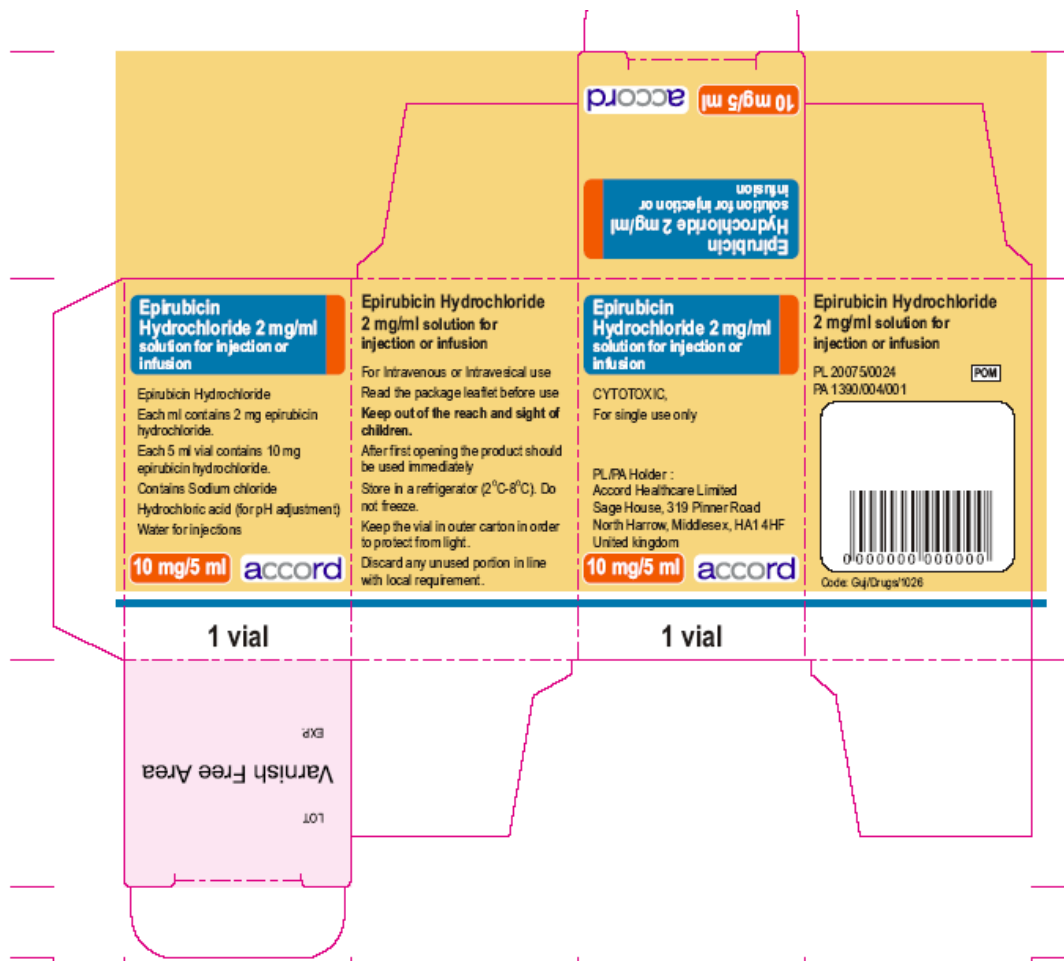 accord
10 mg/5 ml
Epirubicin
Hydrochloride 2 mg/ml
solution for injection or
infusion
Epirubicin
Hydrochloride 2 mg/ml
solution for injection or
infusion
Epirubicin Hydrochloride
Each ml contains 2 mg epirubicin
hydrochloride.
Each 5 ml vial contains 10 mg
epirubicin hydrochloride.
Contains Sodium chloride
Hydrochloric acid (for pH adjustment)
Water for injections
10 mg/5 ml
accord
Epirubicin Hydrochloride
2 mg/ml solution for
injection or infusion
For Intravenous or Intravesical use
Read the package leaflet before use
Keep out of the reach and sight of
children.
After first opening the product should
be used immediately
Store in a refrigerator (2°C-8°C). Do
not freeze.
Keep the vial in outer carton in order
to protect from light.
Discard any unused portion in line
with local requirement.
Epirubicin
Hydrochloride 2 mg/ml
solution for injection or
infusion
CYTOTOXIC,
For single use only
PL/PA Holder :
Accord Healthcare Limited
Sage House, 319 Pinner Road
North Harrow, Middlesex, HA1 4HF
United kingdom
10 mg/5 ml
accord
Epirubicin Hydrochloride
2 mg/ml solution for
injection or infusion
PL 20075/0024
POM
PA 1390/004/001
0 000000 000000
Code: Guj/Drugs/1026
1 vial
1 vial
EXP.
Varnish Free Area
LOT